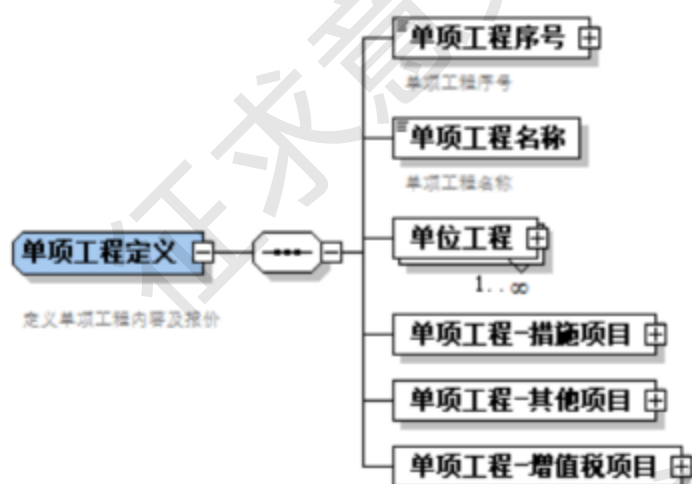 单项工程序号
单项工程序号
单项工程名称
单项工程名称
单项工程定义
定义单项工程内容及报价
单位工程
1..∞
单项工程-措施项目
单项工程-其他项目
单项工程-增值税项目
征求意